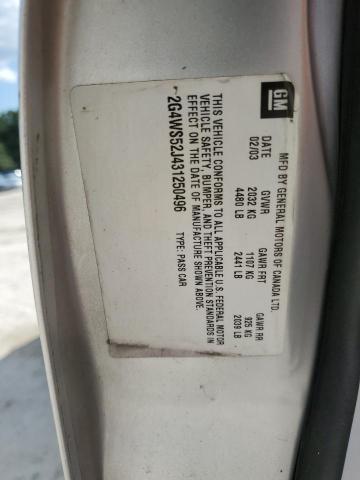 GM
MFD BY GENERAL MOTORS OF CANADA LTD.
DATE GVWR GAWR FRT GAWR RR
02/03 2032 KG 1107 KG 925 KG
4480 LB 2441 LB 2039 LB
THIS VEHICLE CONFORMS TO ALL APPLICABLE U.S. FEDERAL MOTOR
VEHICLE SAFETY, BUMPER, AND THEFT PREVENTION STANDARDS IN
EFFECT ON THE DATE OF MANUFACTURE SHOWN ABOVE.
2G4WS52J431250496 TYPE: PASS CAR